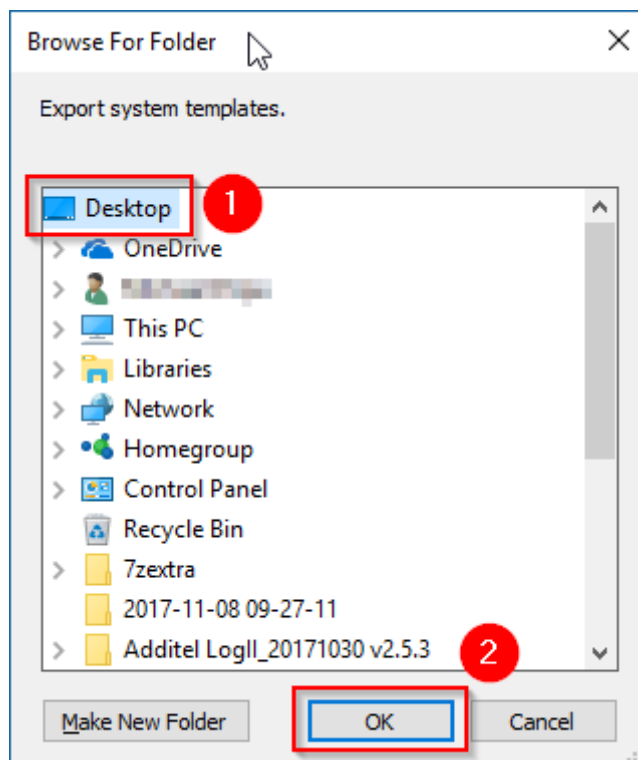 Browse For Folder
Export system templates.
Desktop
1
OneDrive
This PC
Libraries
Network
Homegroup
Control Panel
Recycle Bin
7zextra
2017-11-08 09-27-11
Additel LogII_20171030 v2.5.3
2
Make New Folder
OK
Cancel